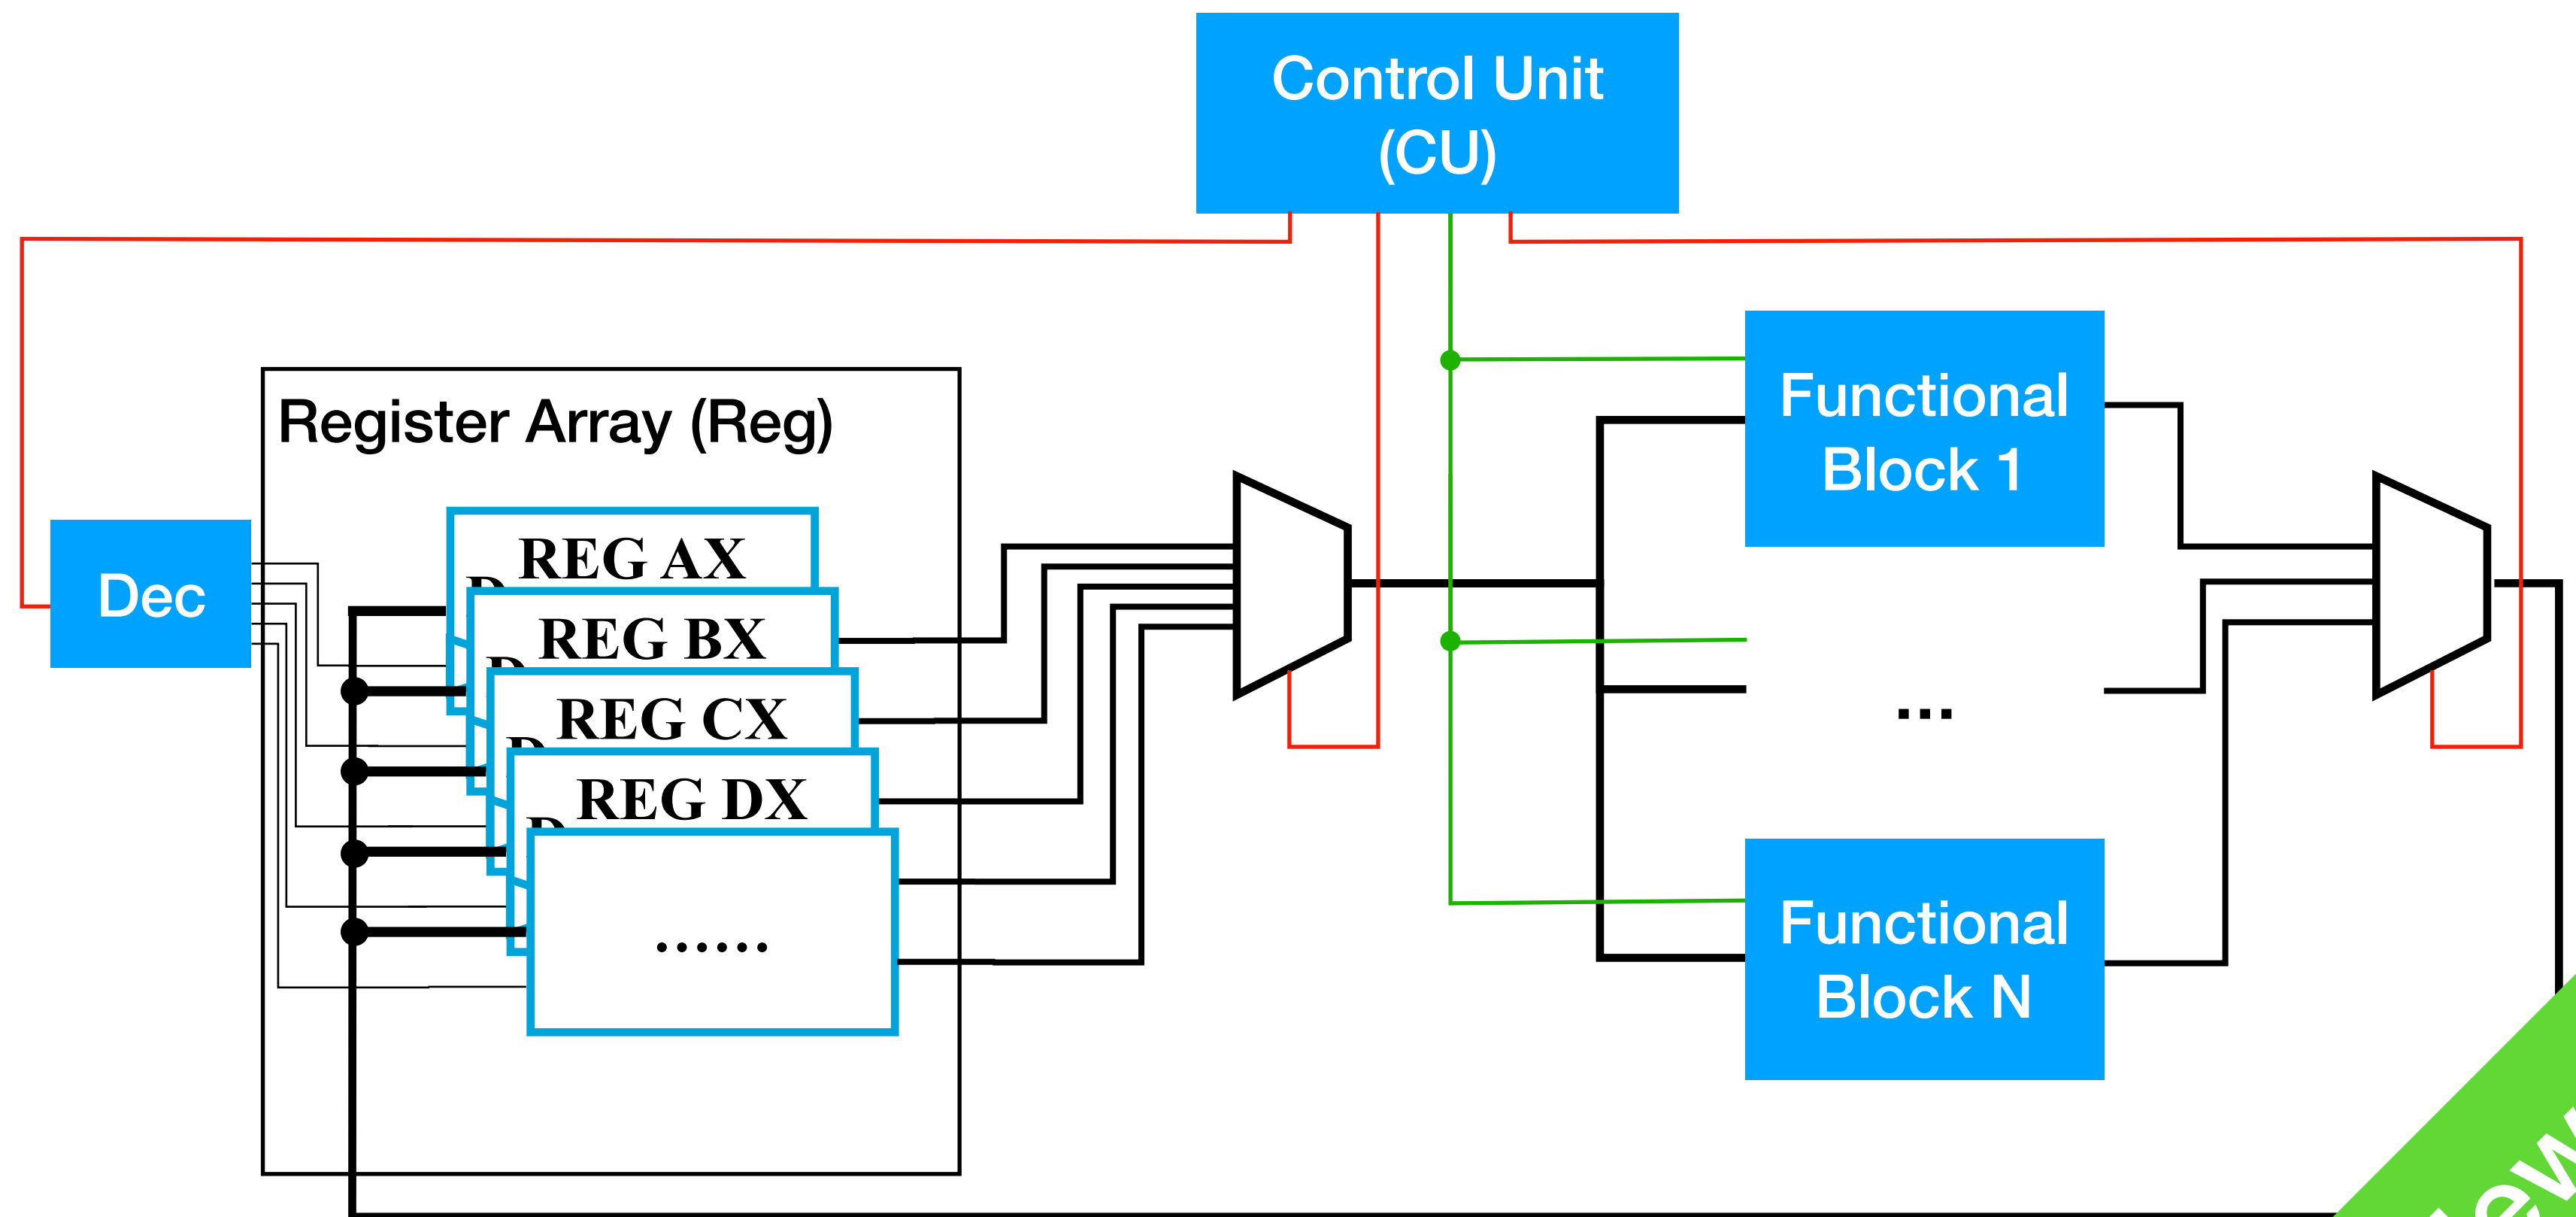 Control Unit
(CU)
Register Array (Reg)
Dec
REG AX
REG BX
REG CX
REG DX
......
Functional
Block 1
...
Functional
Block N